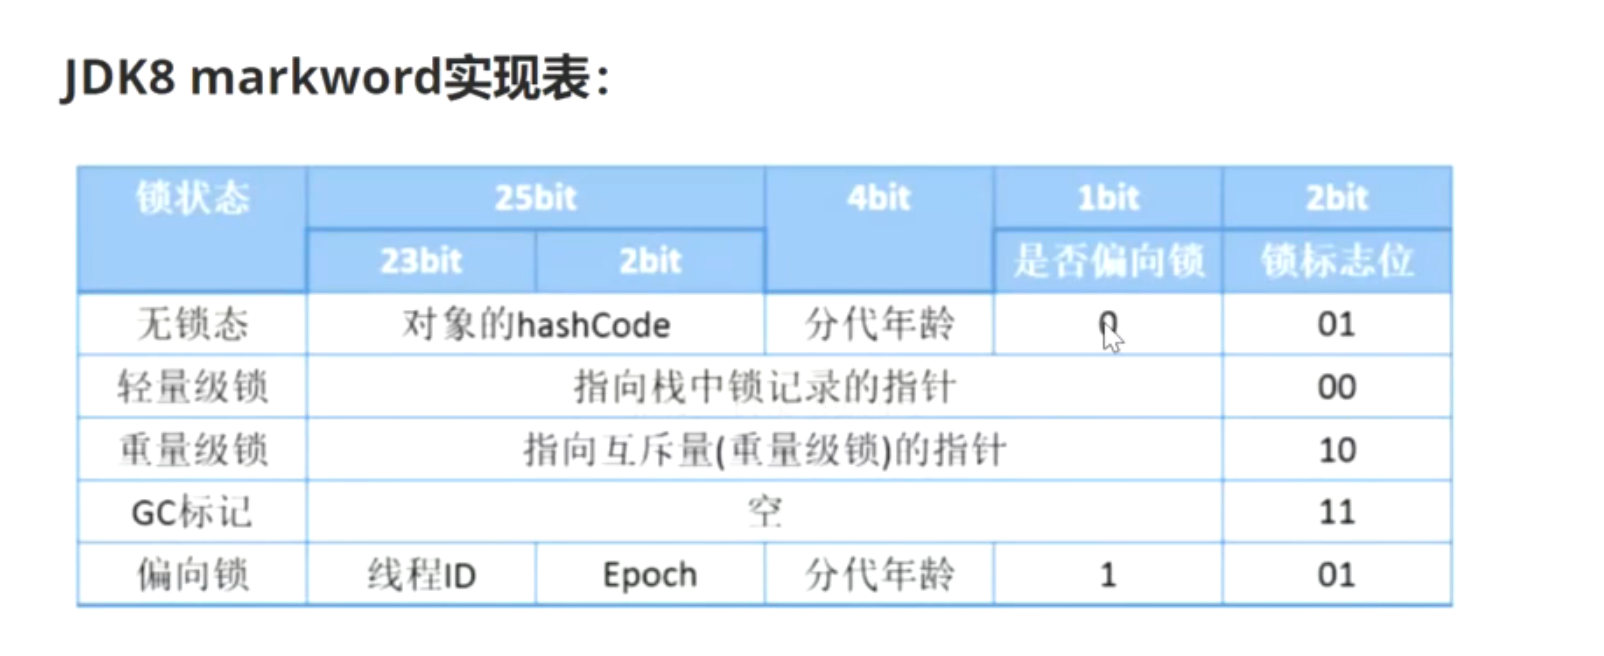 JDK8 markword实现表:
锁状态 25bit 4bit 1bit 2bit
23bit 2bit 是否偏向锁 锁标志位
无锁态 对象的hashCode 分代年龄 0 01
轻量级锁 指向栈中锁记录的指针 00
重量级锁 指向互斥量(重量级锁)的指针 10
GC标记 空 11
偏向锁 线程ID Epoch 分代年龄 1 01